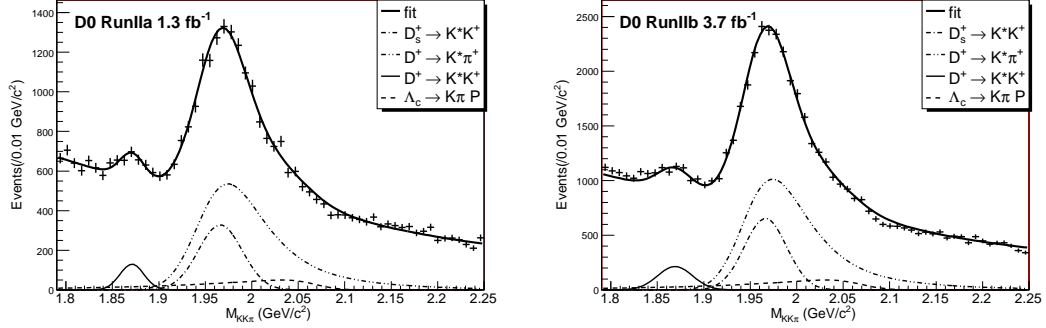 D0 RunIIa 1.3 fb⁻¹
fit
D_s⁺ → K*K⁺
D⁺ → K*π⁺
D⁺ → K*K⁺
Λ_c → Kπ P
Events(/0.01 GeV/c²)
1400
1200
1000
800
600
400
200
0
1.8 1.85 1.9 1.95 2 2.05 2.1 2.15 2.2 2.25
M_KKπ (GeV/c²)
D0 RunIIb 3.7 fb⁻¹
fit
D_s⁺ → K*K⁺
D⁺ → K*π⁺
D⁺ → K*K⁺
Λ_c → Kπ P
Events(/0.01 GeV/c²)
2500
2000
1500
1000
500
0
1.8 1.85 1.9 1.95 2 2.05 2.1 2.15 2.2 2.25
M_KKπ (GeV/c²)